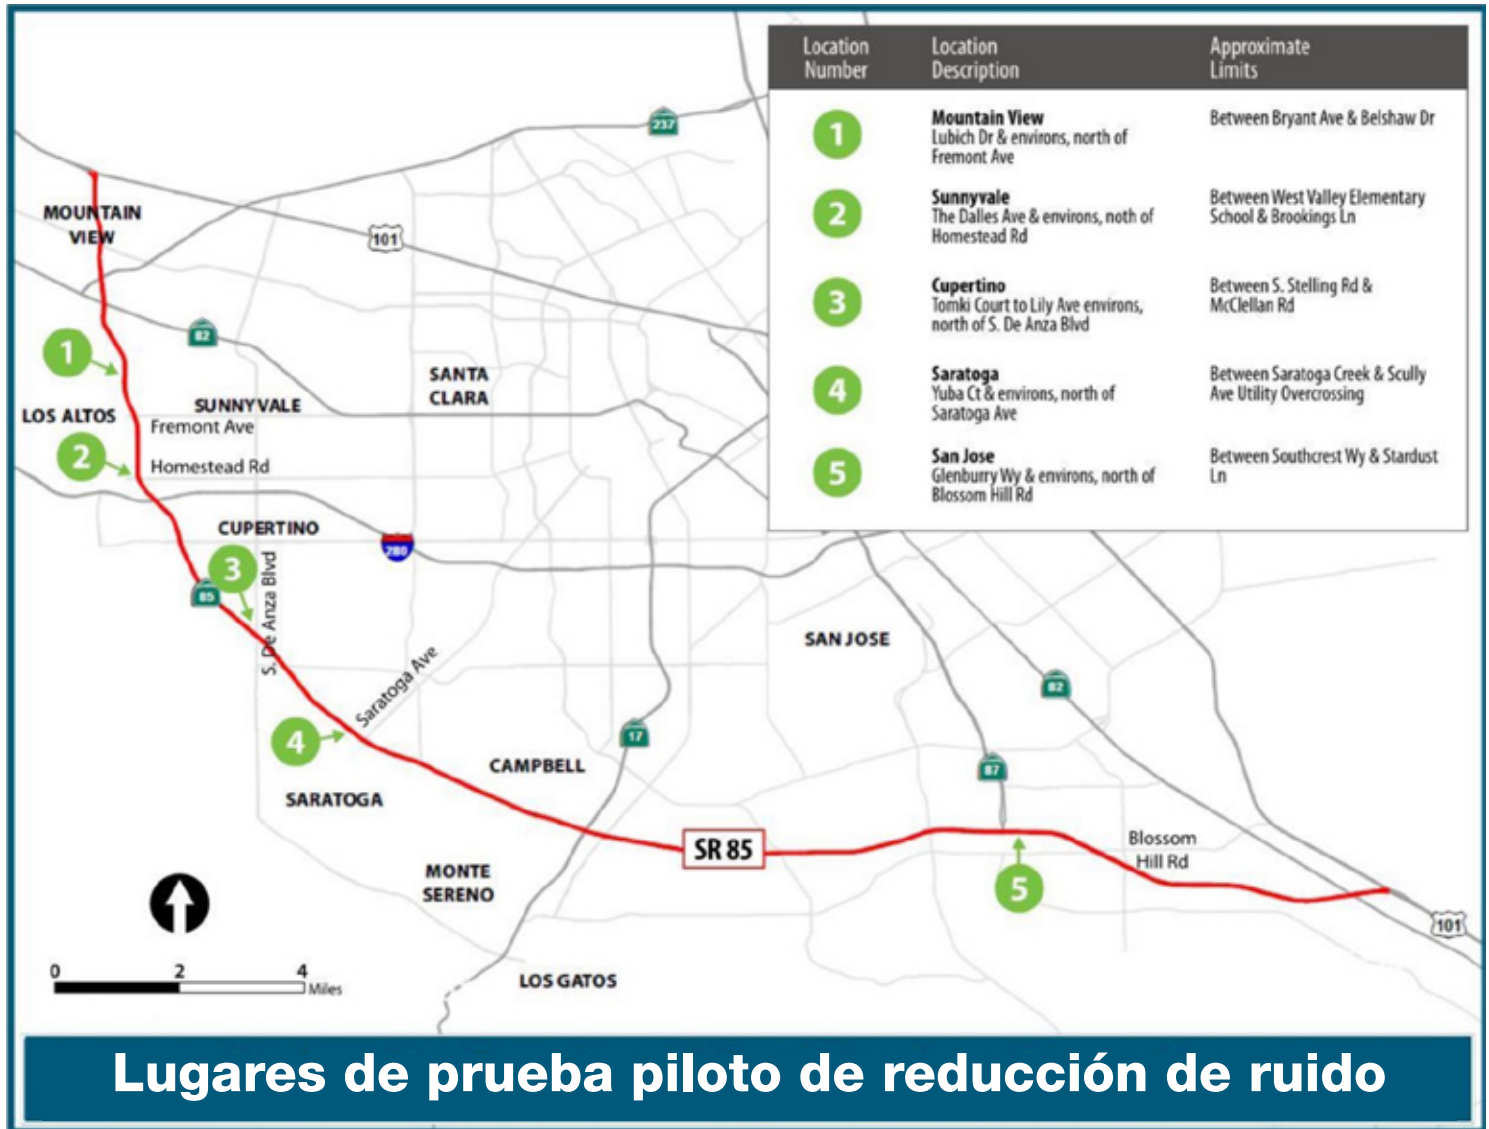 Location
Number
Location
Description
Approximate
Limits
1
Mountain View
Lubich Dr & environs, north of
Fremont Ave
Between Bryant Ave & Belshaw Dr
2
Sunnyvale
The Dalles Ave & environs, noth of
Homestead Rd
Between West Valley Elementary
School & Brookings Ln
3
Cupertino
Tomki Court to Lily Ave environs,
north of S. De Anza Blvd
Between S. Stelling Rd &
McClellan Rd
4
Saratoga
Yuba Ct & environs, north of
Saratoga Ave
Between Saratoga Creek & Scully
Ave Utility Overcrossing
5
San Jose
Glenburry Wy & environs, north of
Blossom Hill Rd
Between Southcrest Wy & Stardust
Ln
237
MOUNTAIN
VIEW
101
82
1
SANTA
CLARA
LOS ALTOS
SUNNYVALE
Fremont Ave
2
Homestead Rd
CUPERTINO
280
3
85
S. De Anza Blvd
SAN JOSE
82
Saratoga Ave
4
17
CAMPBELL
87
SARATOGA
SR 85
Blossom
Hill Rd
MONTE
SERENO
5
101
0 2 4
Miles
LOS GATOS
Lugares de prueba piloto de reducción de ruido